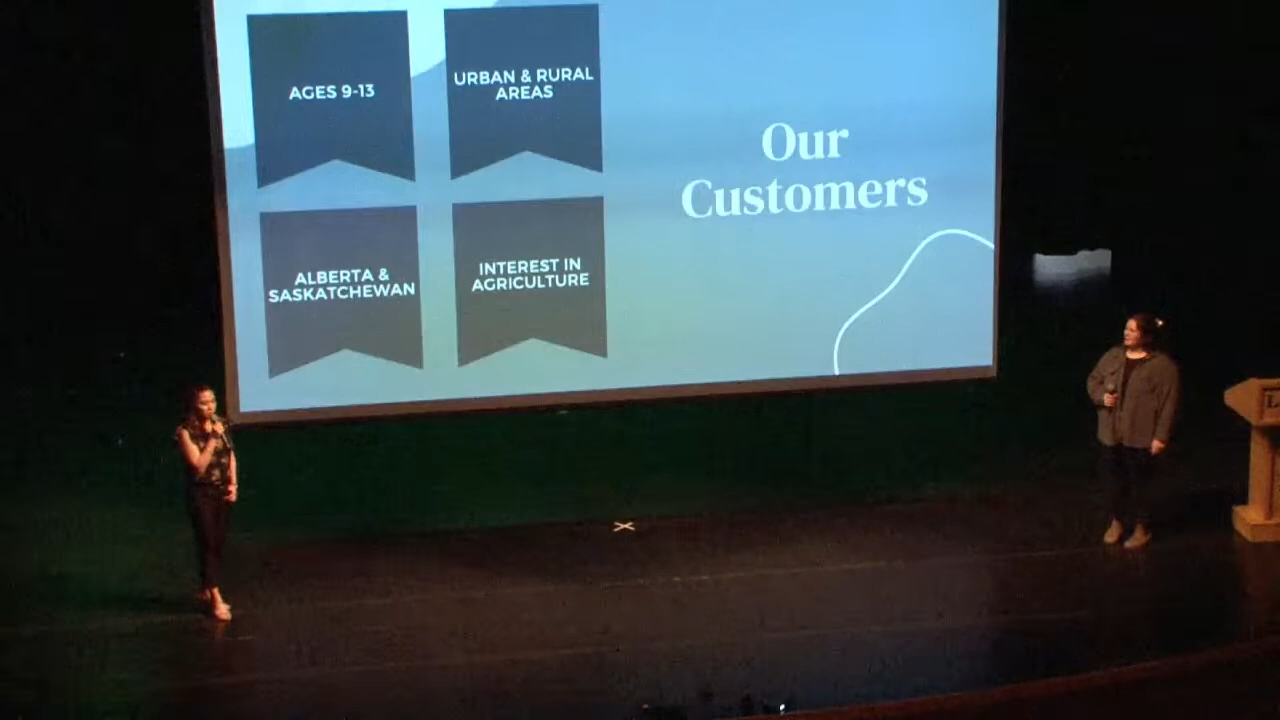 AGES 9-13
URBAN & RURAL
AREAS
ALBERTA &
SASKATCHEWAN
INTEREST IN
AGRICULTURE
Our
Customers